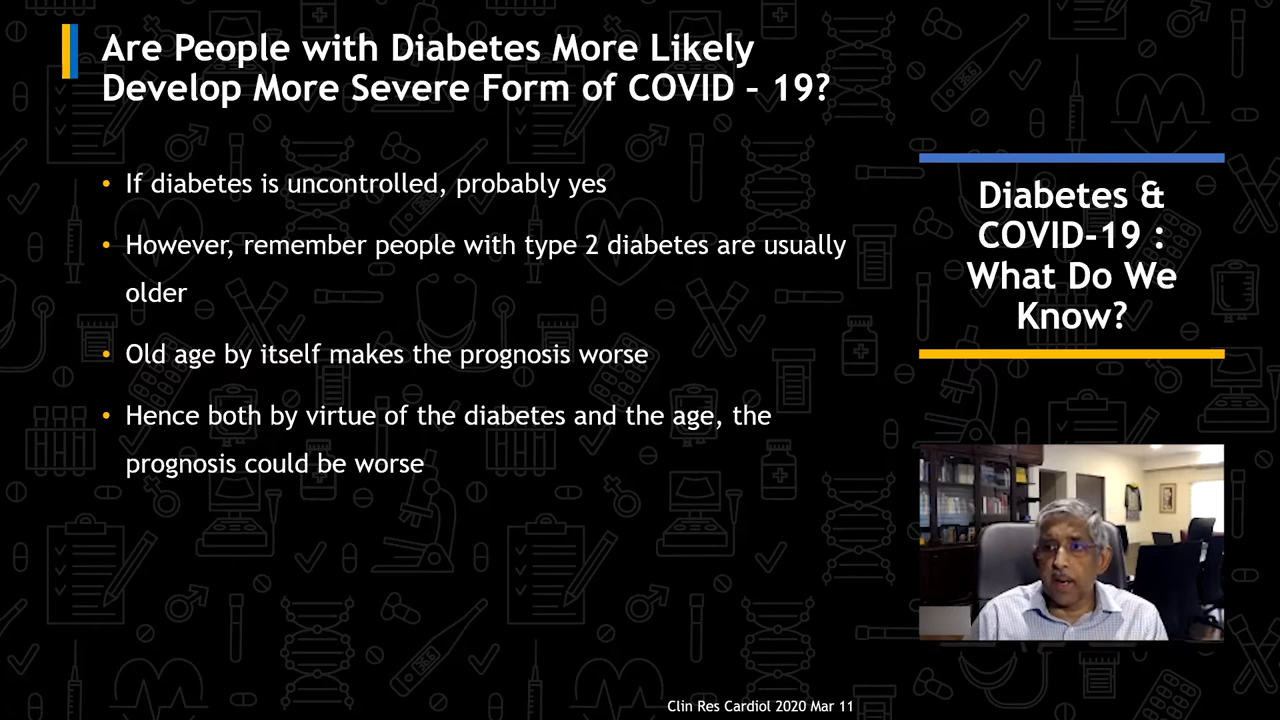 Are People with Diabetes More Likely
Develop More Severe Form of COVID – 19?
• If diabetes is uncontrolled, probably yes
• However, remember people with type 2 diabetes are usually
older
• Old age by itself makes the prognosis worse
• Hence both by virtue of the diabetes and the age, the
prognosis could be worse
Diabetes &
COVID-19 :
What Do We
Know?
Clin Res Cardiol 2020 Mar 11